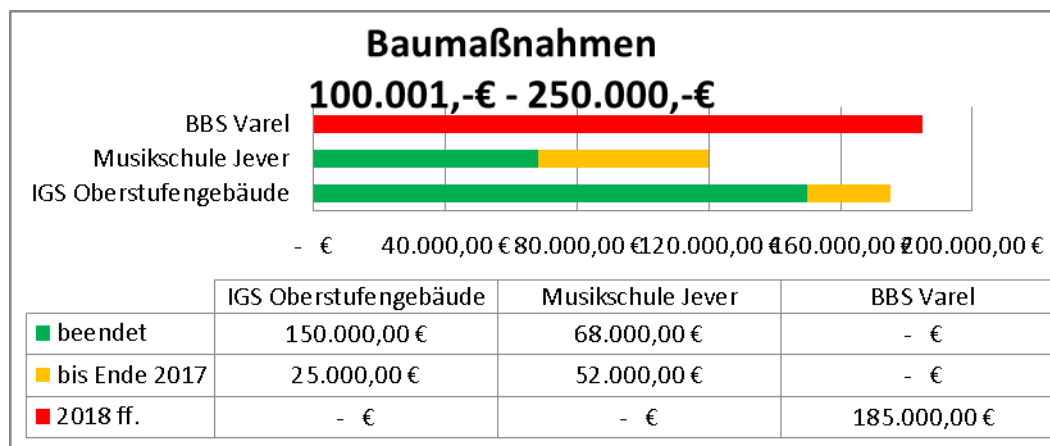 Baumaßnahmen
100.001,-€ - 250.000,-€
BBS Varel
Musikschule Jever
IGS Oberstufengebäude
- € 40.000,00 € 80.000,00 € 120.000,00 € 160.000,00 € 200.000,00 €
IGS Oberstufengebäude Musikschule Jever BBS Varel
beendet 150.000,00 € 68.000,00 € - €
bis Ende 2017 25.000,00 € 52.000,00 € - €
2018 ff. - € - € 185.000,00 €